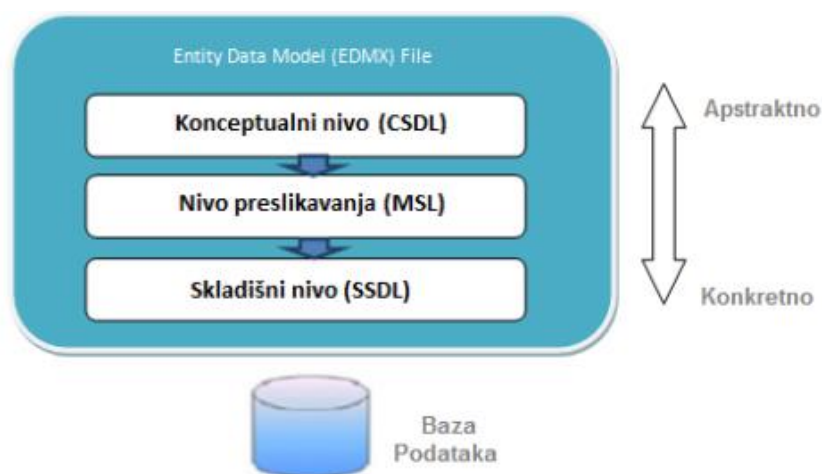 Entity Data Model (EDMX) File
Konceptualni nivo (CSDL)
Nivo preslikavanja (MSL)
Skladišni nivo (SSDL)
Apstraktno
Konkretno
Baza
Podataka